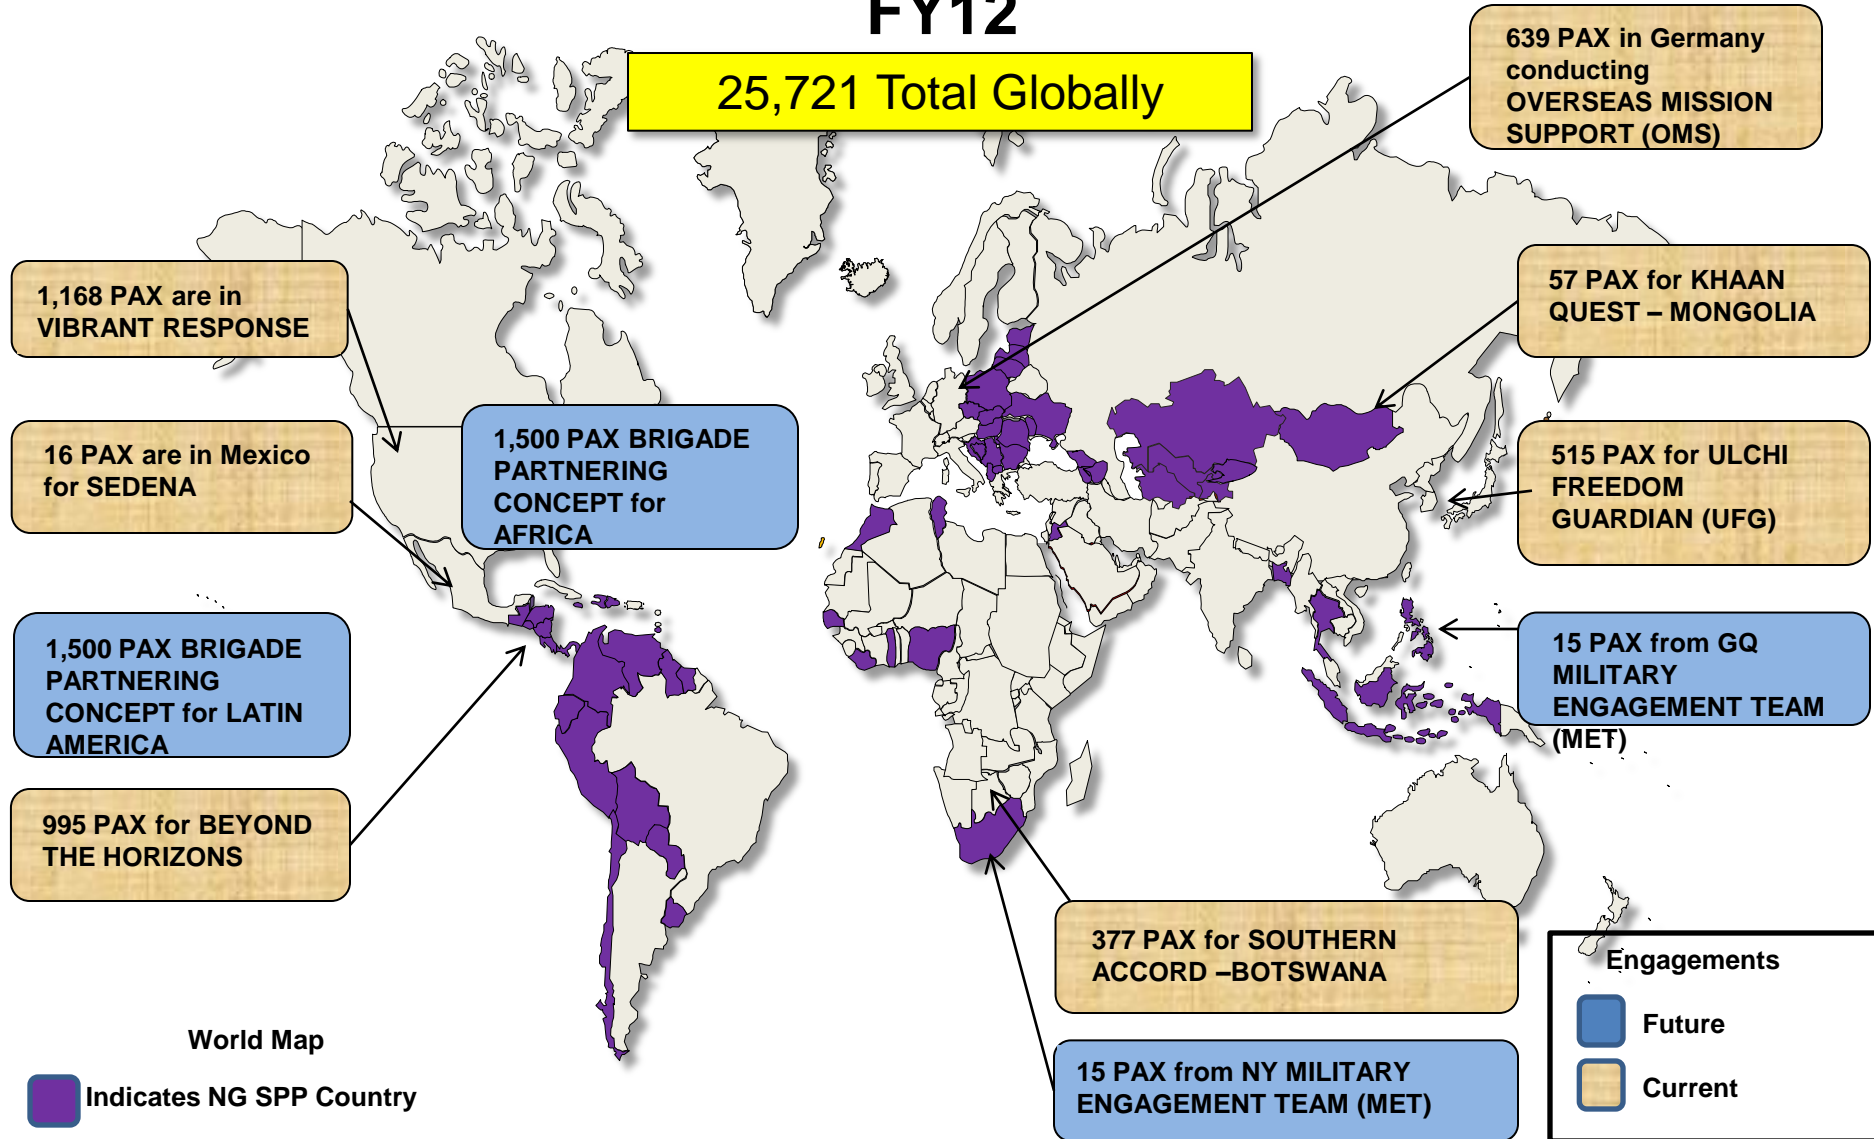 FY12
25,721 Total Globally
639 PAX in Germany
conducting
OVERSEAS MISSION
SUPPORT (OMS)
1,168 PAX are in
VIBRANT RESPONSE
57 PAX for KHAAN
QUEST – MONGOLIA
16 PAX are in Mexico
for SEDENA
1,500 PAX BRIGADE
PARTNERING
CONCEPT for
AFRICA
515 PAX for ULCHI
FREEDOM
GUARDIAN (UFG)
1,500 PAX BRIGADE
PARTNERING
CONCEPT for LATIN
AMERICA
15 PAX from GQ
MILITARY
ENGAGEMENT TEAM
(MET)
995 PAX for BEYOND
THE HORIZONS
377 PAX for SOUTHERN
ACCORD –BOTSWANA
15 PAX from NY MILITARY
ENGAGEMENT TEAM (MET)
World Map
Indicates NG SPP Country
Engagements
Future
Current